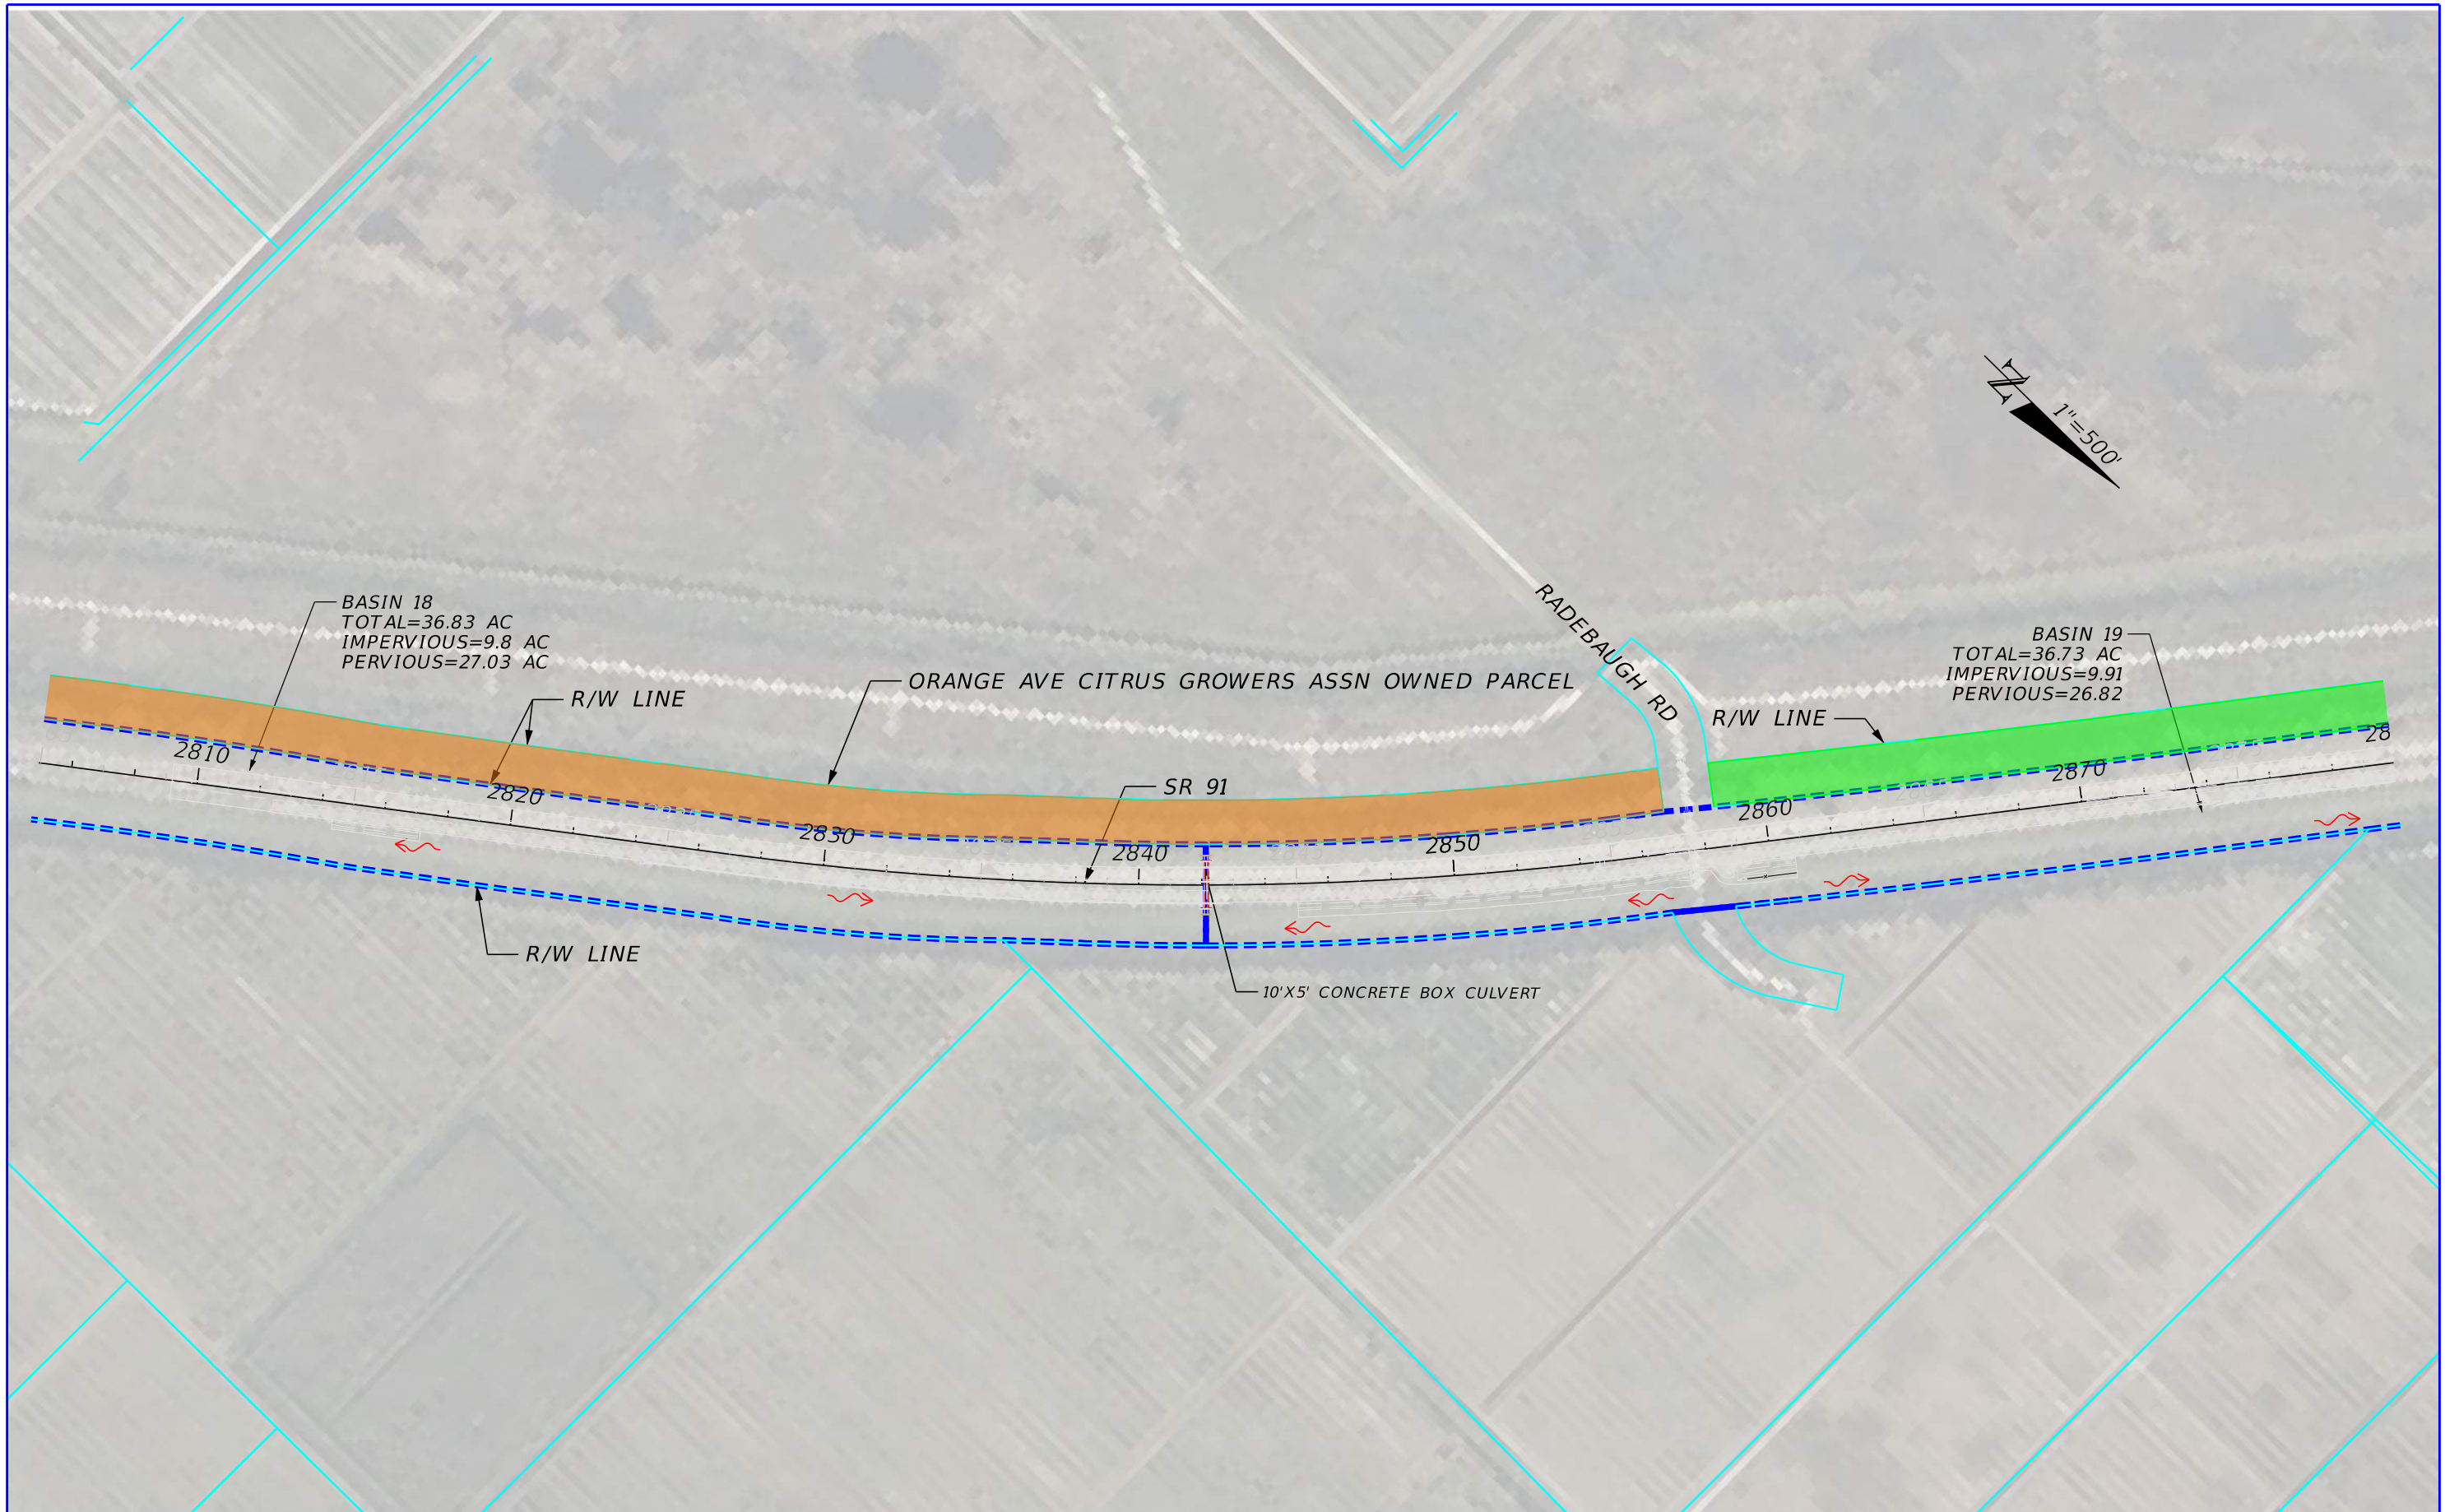 N
1"=500'
RADEBAUGH RD
BASIN 18
TOTAL=36.83 AC
IMPERVIOUS=9.8 AC
PERVIOUS=27.03 AC
R/W LINE
ORANGE AVE CITRUS GROWERS ASSN OWNED PARCEL
R/W LINE
BASIN 19
TOTAL=36.73 AC
IMPERVIOUS=9.91
PERVIOUS=26.82
SR 91
2810
2820
2830
2840
2850
2860
2870
28
R/W LINE
10'X5' CONCRETE BOX CULVERT